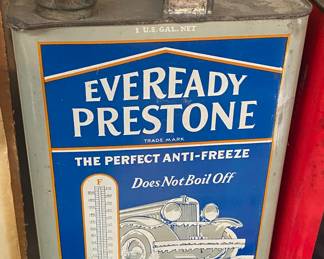 1 U.S. GAL. NET
EVEREADY
PRESTONE
TRADE MARK
THE PERFECT ANTI-FREEZE
Does Not Boil Off
F